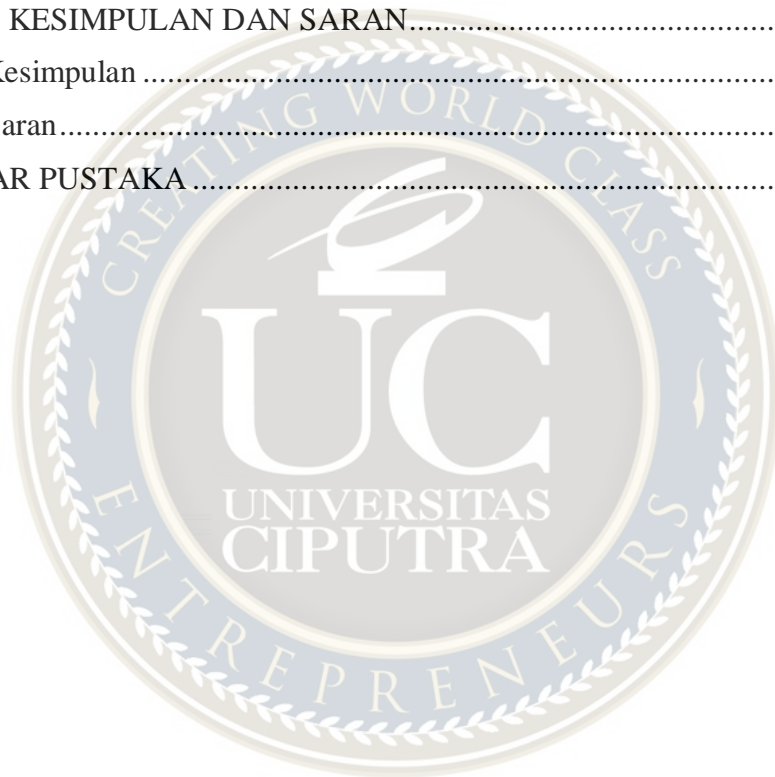 KESIMPULAN DAN SARAN........................................
Kesimpulan ........................................................................
aran....................................................................................
AR PUSTAKA .................................................................
CREATING WORLD CLASS
UC
UNIVERSITAS
CIPUTRA
ENTREPRENEURS